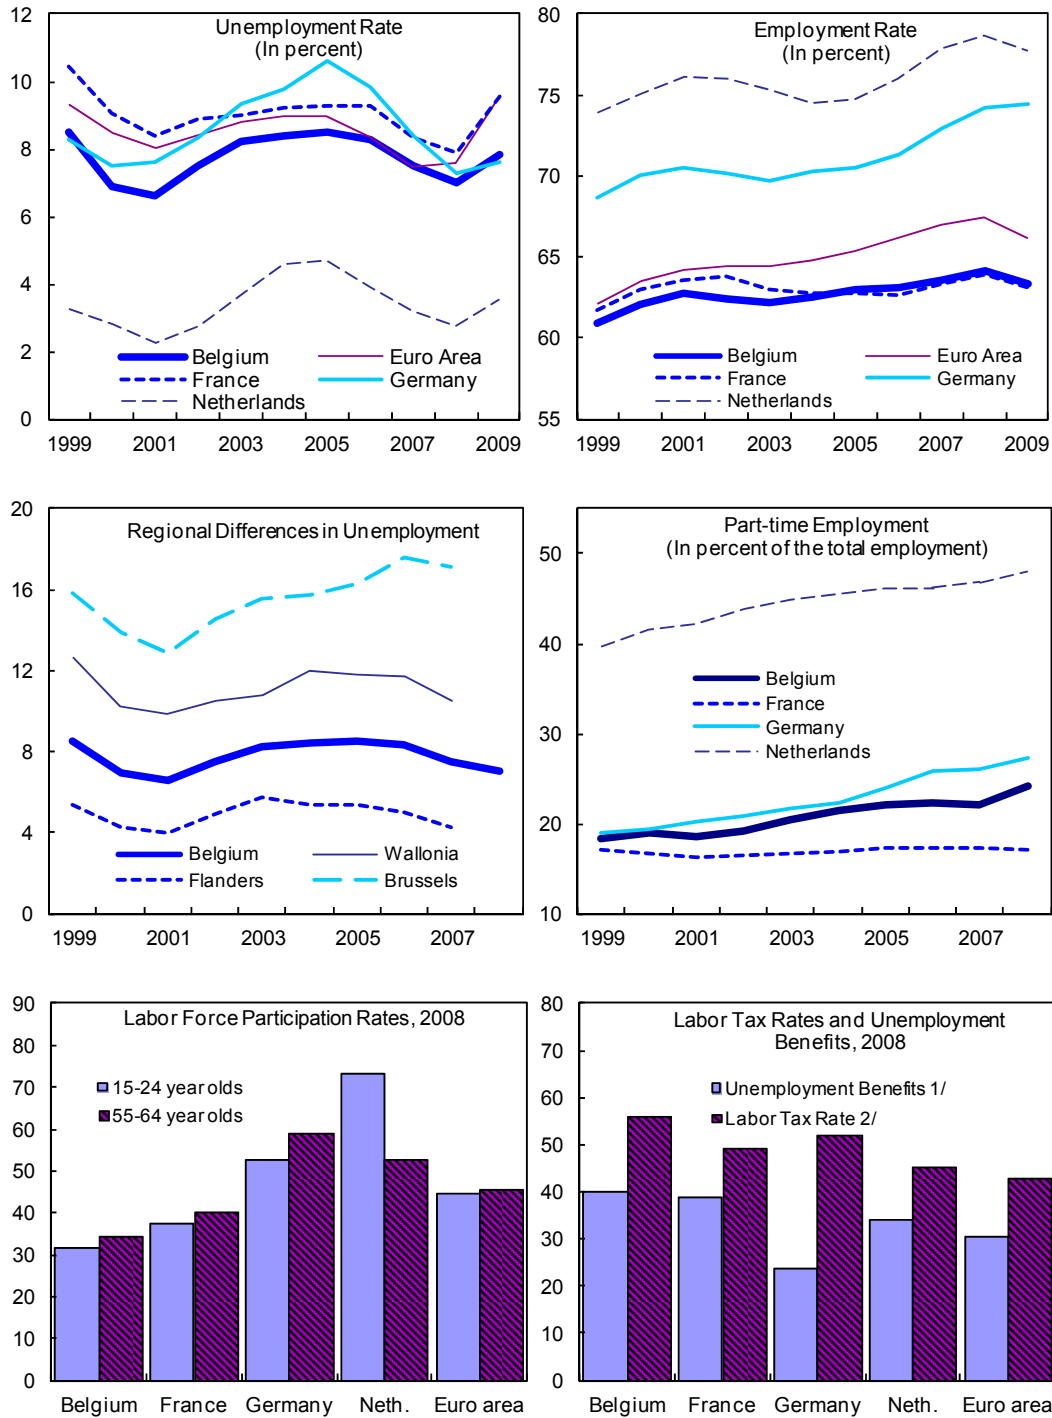 Unemployment Rate
(In percent)
12
10
8
6
4
2
0
Belgium
Euro Area
France
Germany
Netherlands
1999 2001 2003 2005 2007 2009
Employment Rate
(In percent)
80
75
70
65
60
55
Belgium
Euro Area
France
Germany
Netherlands
1999 2001 2003 2005 2007 2009
Regional Differences in Unemployment
20
16
12
8
4
0
Belgium
Wallonia
Flanders
Brussels
1999 2001 2003 2005 2007
Part-time Employment
(In percent of the total employment)
50
40
30
20
10
Belgium
France
Germany
Netherlands
1999 2001 2003 2005 2007
Labor Force Participation Rates, 2008
90
80
70
60
50
40
30
20
10
0
15-24 year olds
55-64 year olds
Belgium France Germany Neth. Euro area
Labor Tax Rates and Unemployment
Benefits, 2008
80
70
60
50
40
30
20
10
0
Unemployment Benefits 1/
Labor Tax Rate 2/
Belgium France Germany Neth. Euro area